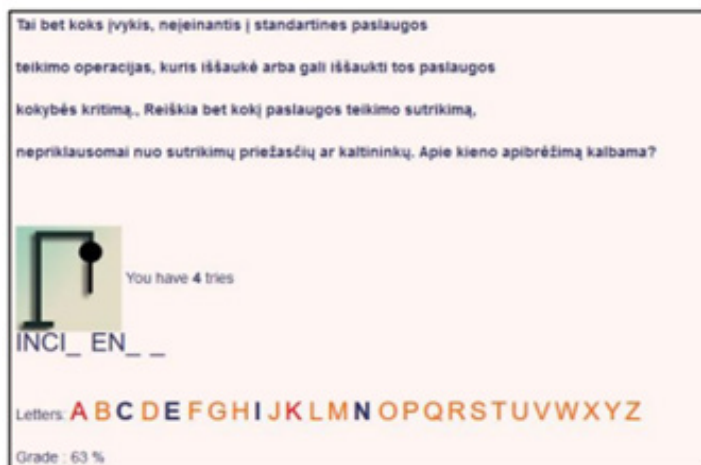 Tai bet koks įvykis, neįeinantis į standartines paslaugos
teikimo operacijas, kuris iššaukė arba gali iššaukti tos paslaugos
kokybės kritimą., Reiškia bet kokį paslaugos teikimo sutrikimą,
nepriklausomai nuo sutrikimų priežasčių ar kaltininkų. Apie kieno apibrėžimą kalbama?
You have 4 tries
INCI_ EN_ _
Letters: A B C D E F G H I J K L M N O P Q R S T U V W X Y Z
Grade : 63 %